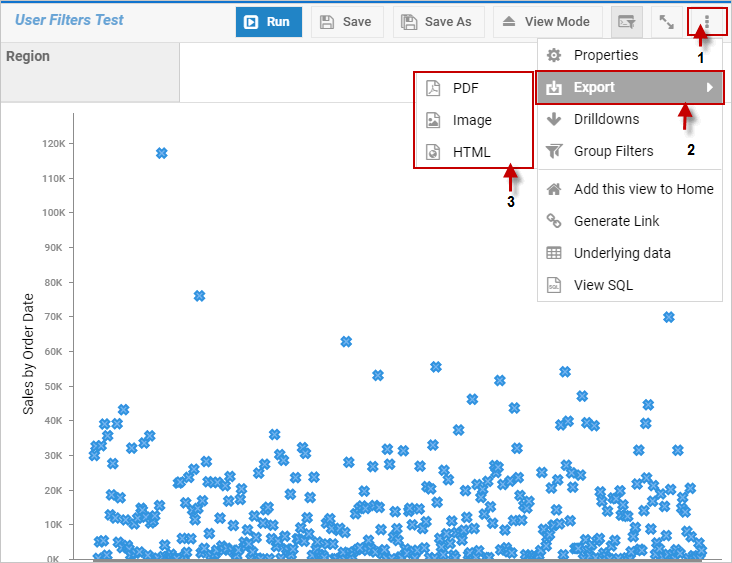 User Filters Test
Run
Save
Save As
View Mode
1
Region
Properties
Export
Drilldowns
Group Filters
Add this view to Home
Generate Link
Underlying data
SQL
View SQL
2
PDF
Image
HTML
3
Sales by Order Date
120K
110K
100K
90K
80K
70K
60K
50K
40K
30K
20K
10K
0K